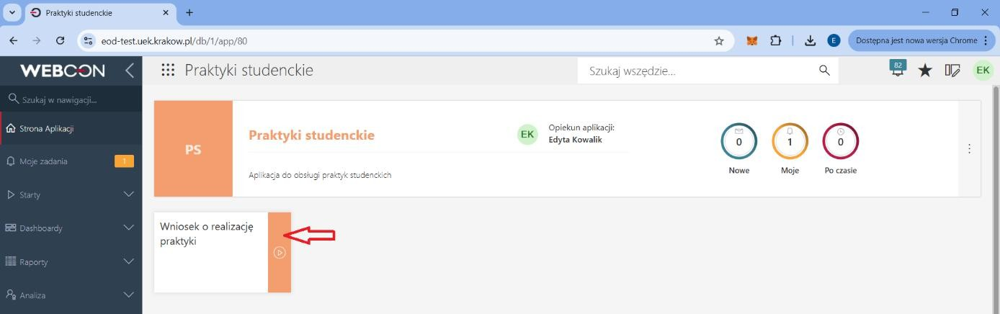 Praktyki studenckie
eod-test.uek.krakow.pl/db/1/app/80
E
Dostępna jest nowa wersja Chrome
WEBCON
Praktyki studenckie
Szukaj wszędzie...
82
EK
Szukaj w nawigacji...
Strona Aplikacji
Moje zadania
1
Starty
Dashboardy
Raporty
Analiza
PS
Praktyki studenckie
Aplikacja do obsługi praktyk studenckich
EK
Opiekun aplikacji:
Edyta Kowalik
0
Nowe
1
Moje
0
Po czasie
Wniosek o realizację
praktyki